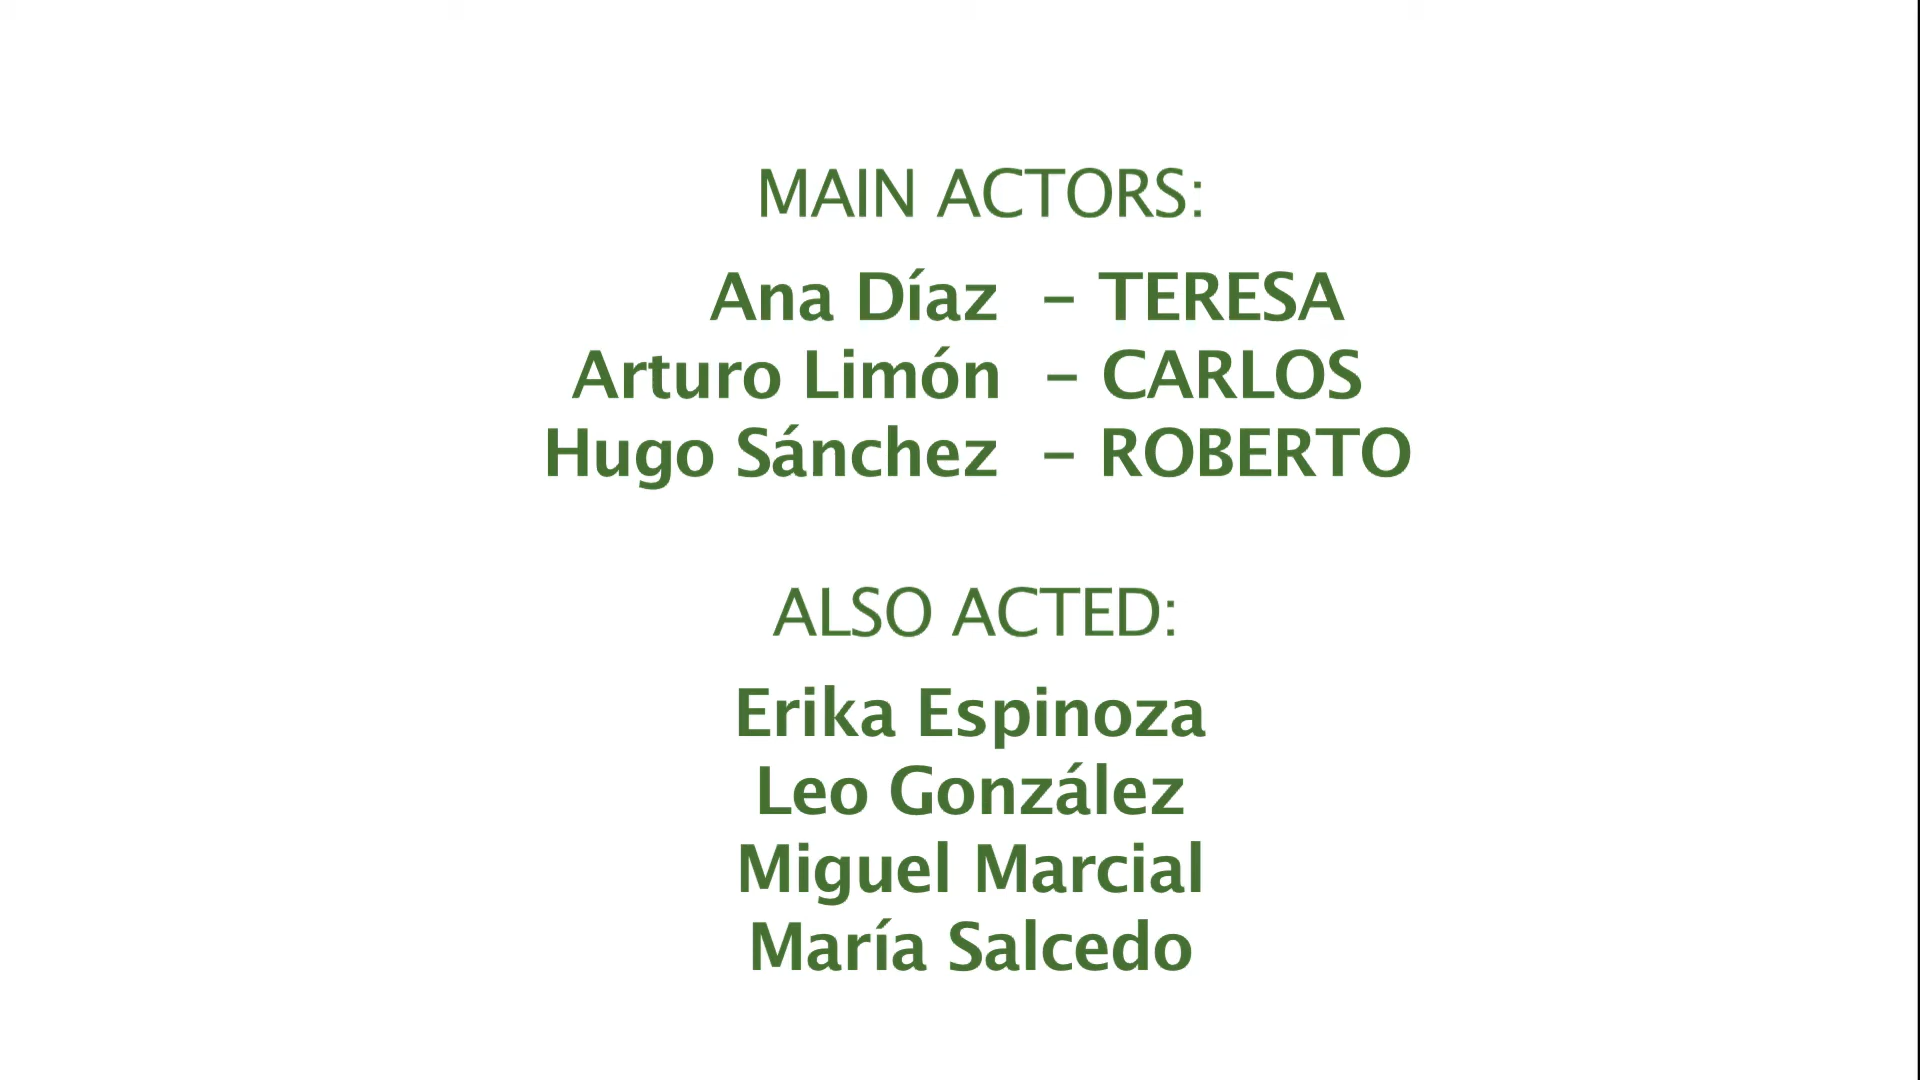 MAIN ACTORS:
Ana Díaz – TERESA
Arturo Limón – CARLOS
Hugo Sánchez – ROBERTO
ALSO ACTED:
Erika Espinoza
Leo González
Miguel Marcial
María Salcedo